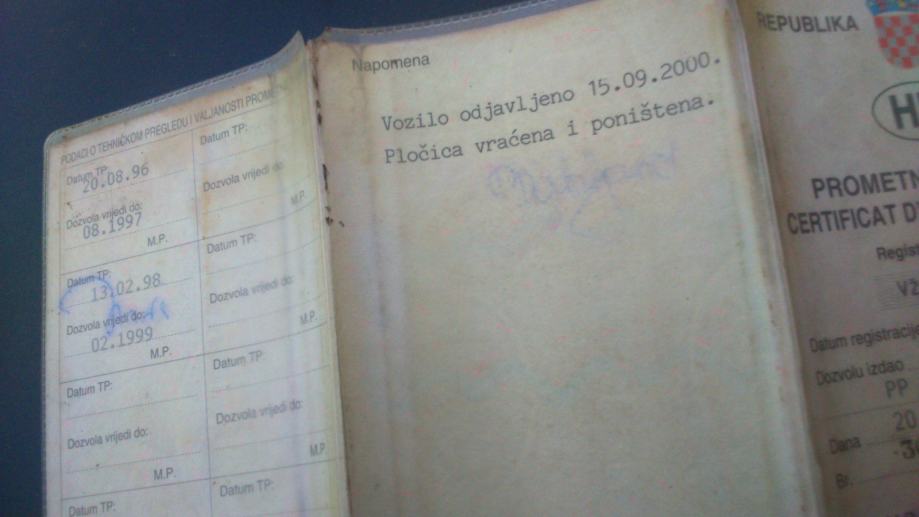 PODACI O TEHNIČKOM PREGLEDU I VALJANOSTI
Datum TP:
20.08.96
Dozvola vrijedi do:
08.1997
M.P.
Datum TP:
13.02.98
Dozvola vrijedi do:
02.1999
M.P.
Datum TP:
Dozvola vrijedi do:
M.P.
Datum TP:
Datum TP:
Dozvola vrijedi do:
M.P.
Datum TP:
Dozvola vrijedi do:
M.P.
Datum TP:
Dozvola vrijedi do:
M.P.
Datum TP:
Napomena
Vozilo odjavljeno 15.09.2000.
Pločica vraćena i poništena.
REPUBLIKA
PROMETN
CERTIFICAT D
Regist
VŽ
Datum registracij
Dozvolu izdao
PP
Dana 20
Br.